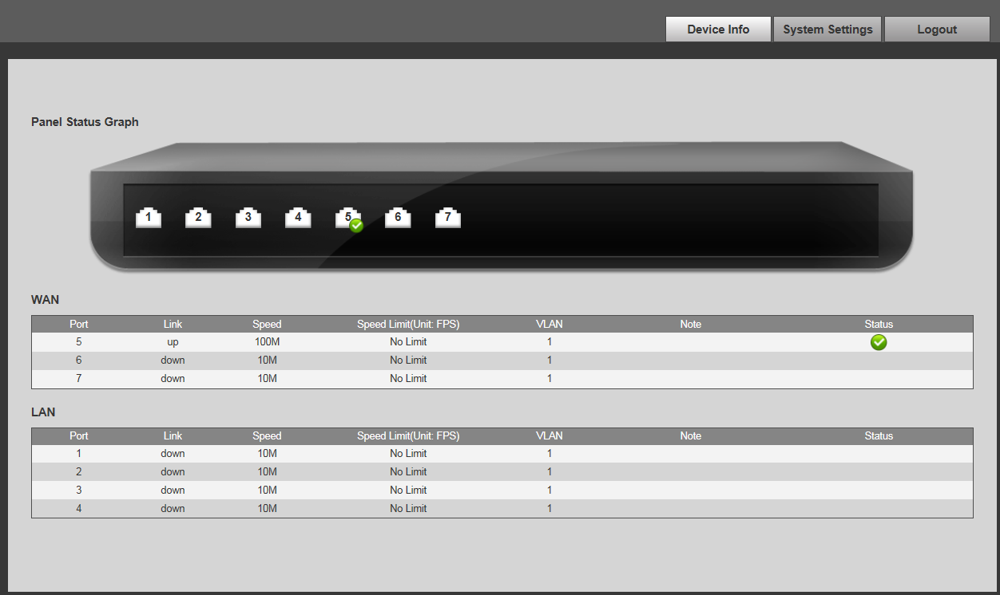 Device Info System Settings Logout
Panel Status Graph
1 2 3 4 5 6 7
WAN
Port Link Speed Speed Limit(Unit: FPS) VLAN Note Status
5 up 100M No Limit 1
6 down 10M No Limit 1
7 down 10M No Limit 1
LAN
Port Link Speed Speed Limit(Unit: FPS) VLAN Note Status
1 down 10M No Limit 1
2 down 10M No Limit 1
3 down 10M No Limit 1
4 down 10M No Limit 1